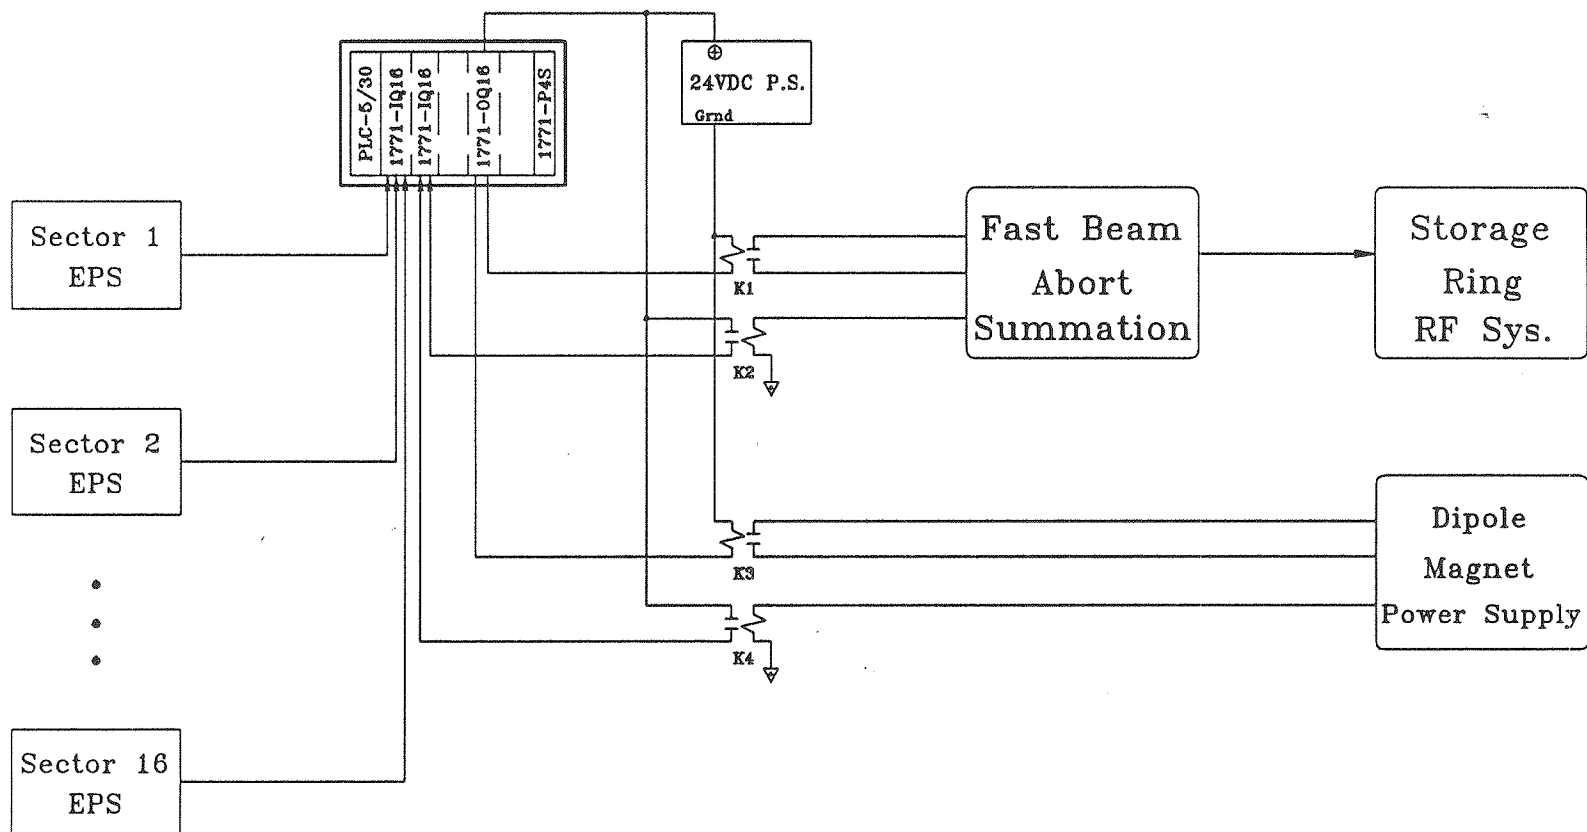 PLC-5/30
1771-IQ16
1771-IQ16
1771-OQ16
1771-P4S
24VDC P.S.
Grnd
Sector 1
EPS
Fast Beam
Abort
Summation
Storage
Ring
RF Sys.
K1
K2
Sector 2
EPS
Dipole
Magnet
Power Supply
K3
K4
Sector 16
EPS